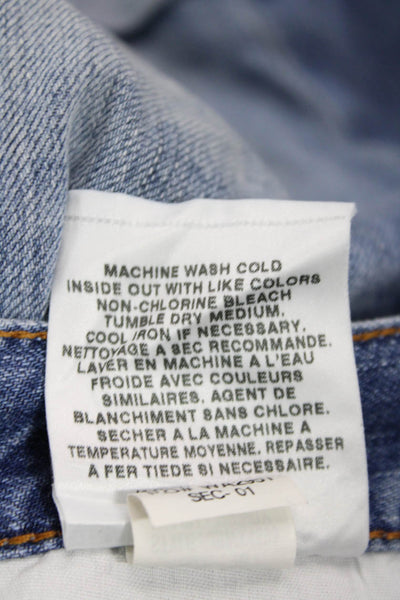 MACHINE WASH COLD
INSIDE OUT WITH LIKE COLORS
NON-CHLORINE BLEACH
TUMBLE DRY MEDIUM.
COOL IRON IF NECESSARY.
NETTOYAGE A SEC RECOMMANDE.
LAVER EN MACHINE A L'EAU
FROIDE AVEC COULEURS
SIMILAIRES. AGENT DE
BLANCHIMENT SANS CHLORE.
SECHER A LA MACHINE A
TEMPERATURE MOYENNE. REPASSER
A FER TIEDE SI NECESSAIRE.
SEC- 01